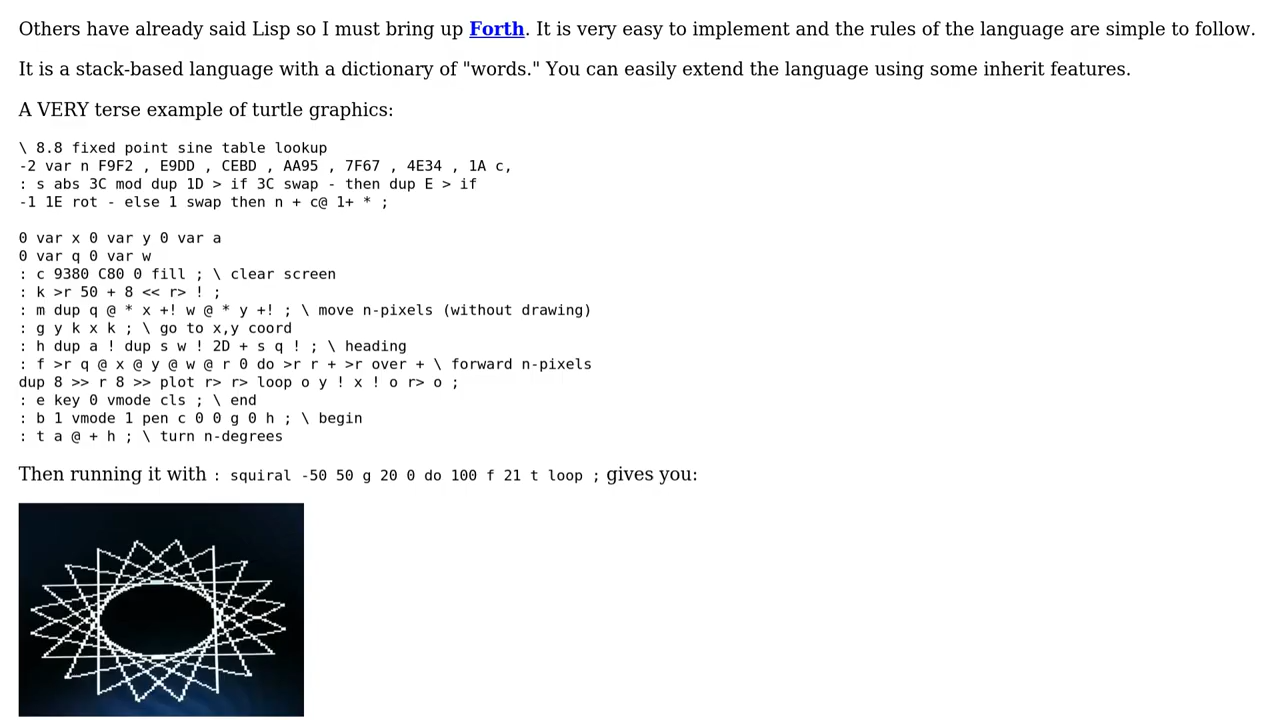 Others have already said Lisp so I must bring up Forth. It is very easy to implement and the rules of the language are simple to follow.
It is a stack-based language with a dictionary of "words." You can easily extend the language using some inherit features.
A VERY terse example of turtle graphics:
\ 8.8 fixed point sine table lookup
-2 var n F9F2 , E9DD , CEBD , AA95 , 7F67 , 4E34 , 1A c,
: s abs 3C mod dup 1D > if 3C swap - then dup E > if
-1 1E rot - else 1 swap then n + c@ 1+ * ;
0 var x 0 var y 0 var a
0 var q 0 var w
: c 9380 C80 0 fill ; \ clear screen
: k >r 50 + 8 << r> ! ;
: m dup q @ * x +! w @ * y +! ; \ move n-pixels (without drawing)
: g y k x k ; \ go to x,y coord
: h dup a ! dup s w ! 2D + s q ! ; \ heading
: f >r q @ x @ y @ w @ r 0 do >r r + >r over + \ forward n-pixels
dup 8 >> r 8 >> plot r> r> loop o y ! x ! o r> o ;
: e key 0 vmode cls ; \ end
: b 1 vmode 1 pen c 0 0 g 0 h ; \ begin
: t a @ + h ; \ turn n-degrees
Then running it with : squiral -50 50 g 20 0 do 100 f 21 t loop ; gives you: